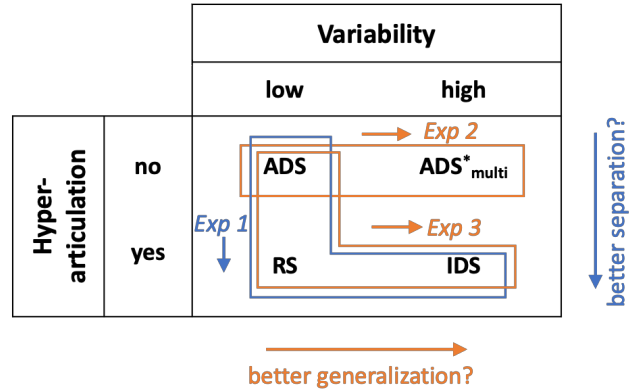 Variability
low high
Exp 2
no ADS ADS*multi
Hyper-
articulation
Exp 1
Exp 3
yes RS IDS
better separation?
better generalization?